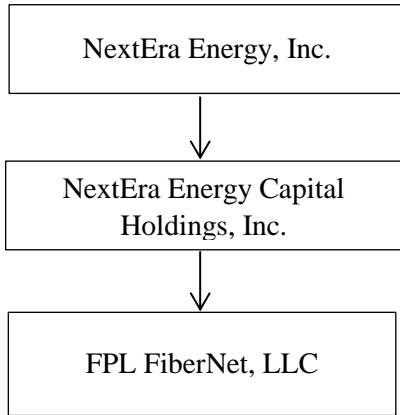 NextEra Energy, Inc.
NextEra Energy Capital
Holdings, Inc.
FPL FiberNet, LLC